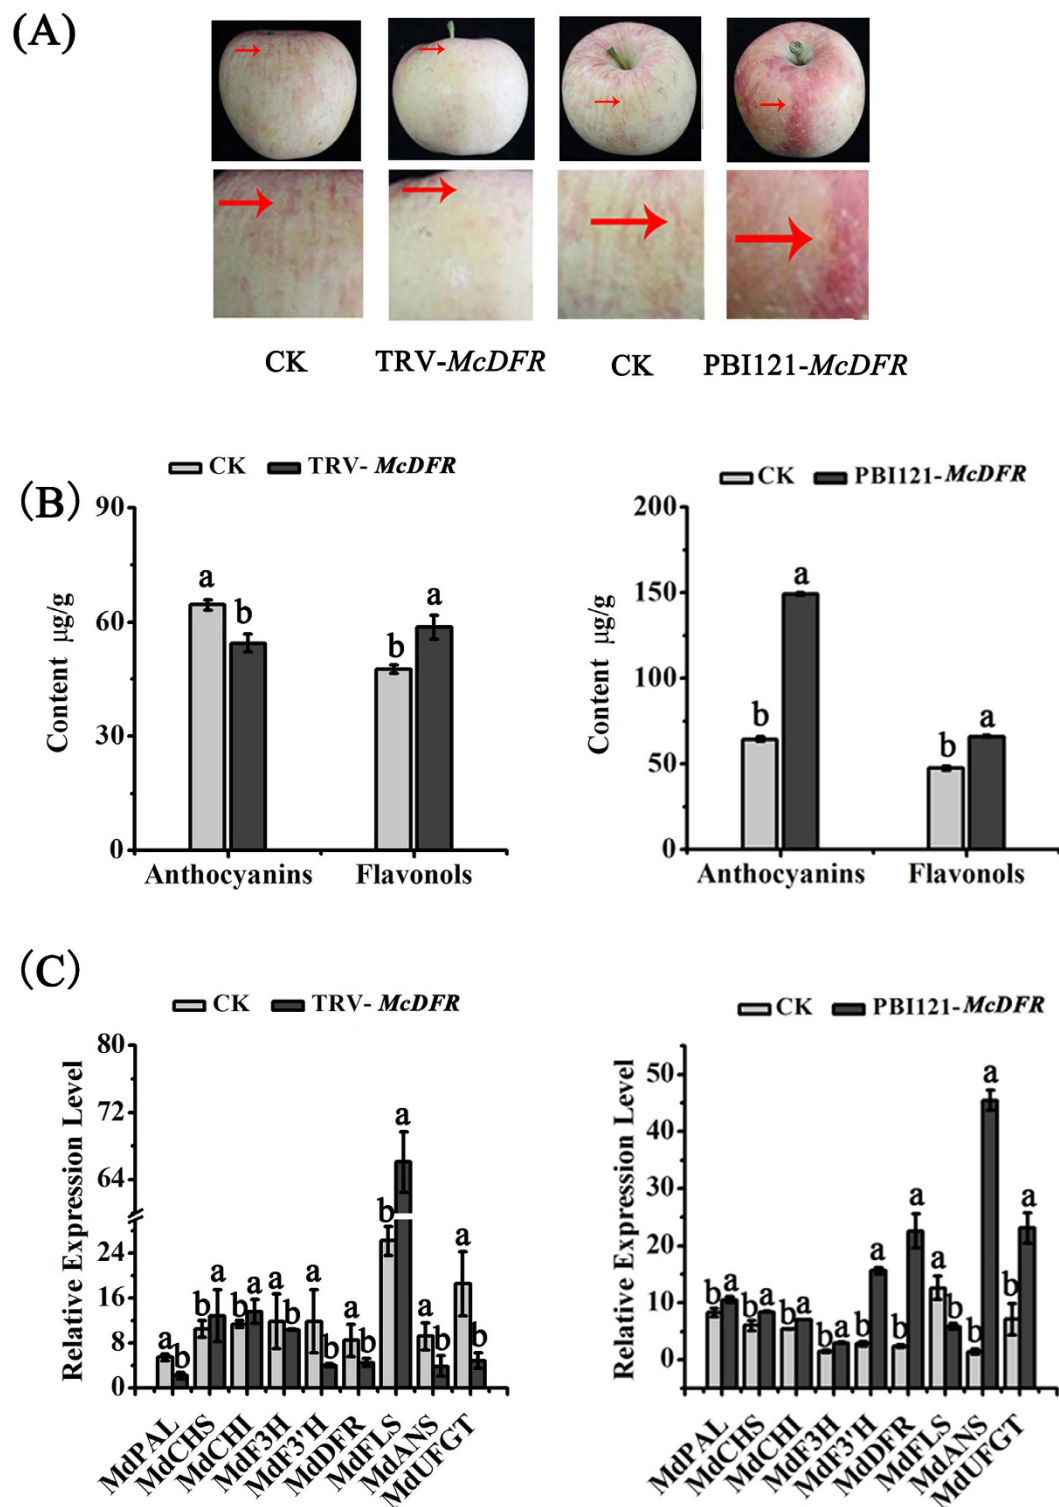 (A)
CK TRV-McDFR CK PBI121-McDFR
(B)
CK TRV- McDFR
90
60
30
0
Content μg/g
a b b a
Anthocyanins Flavonols
CK PBI121-McDFR
200
150
100
50
0
Content μg/g
b a b a
Anthocyanins Flavonols
(C)
CK TRV- McDFR
80
72
64
24
16
8
0
Relative Expression Level
a b b a b a a b a b a b b a a b a b
MdPAL MdCHS MdCHI MdF3H MdF3'H MdDFR MdFLS MdANS MdUFGT
CK PBI121-McDFR
50
40
30
20
10
0
Relative Expression Level
b a b a b a b a b a b a a b b a b a
MdPAL MdCHS MdCHI MdF3H MdF3'H MdDFR MdFLS MdANS MdUFGT